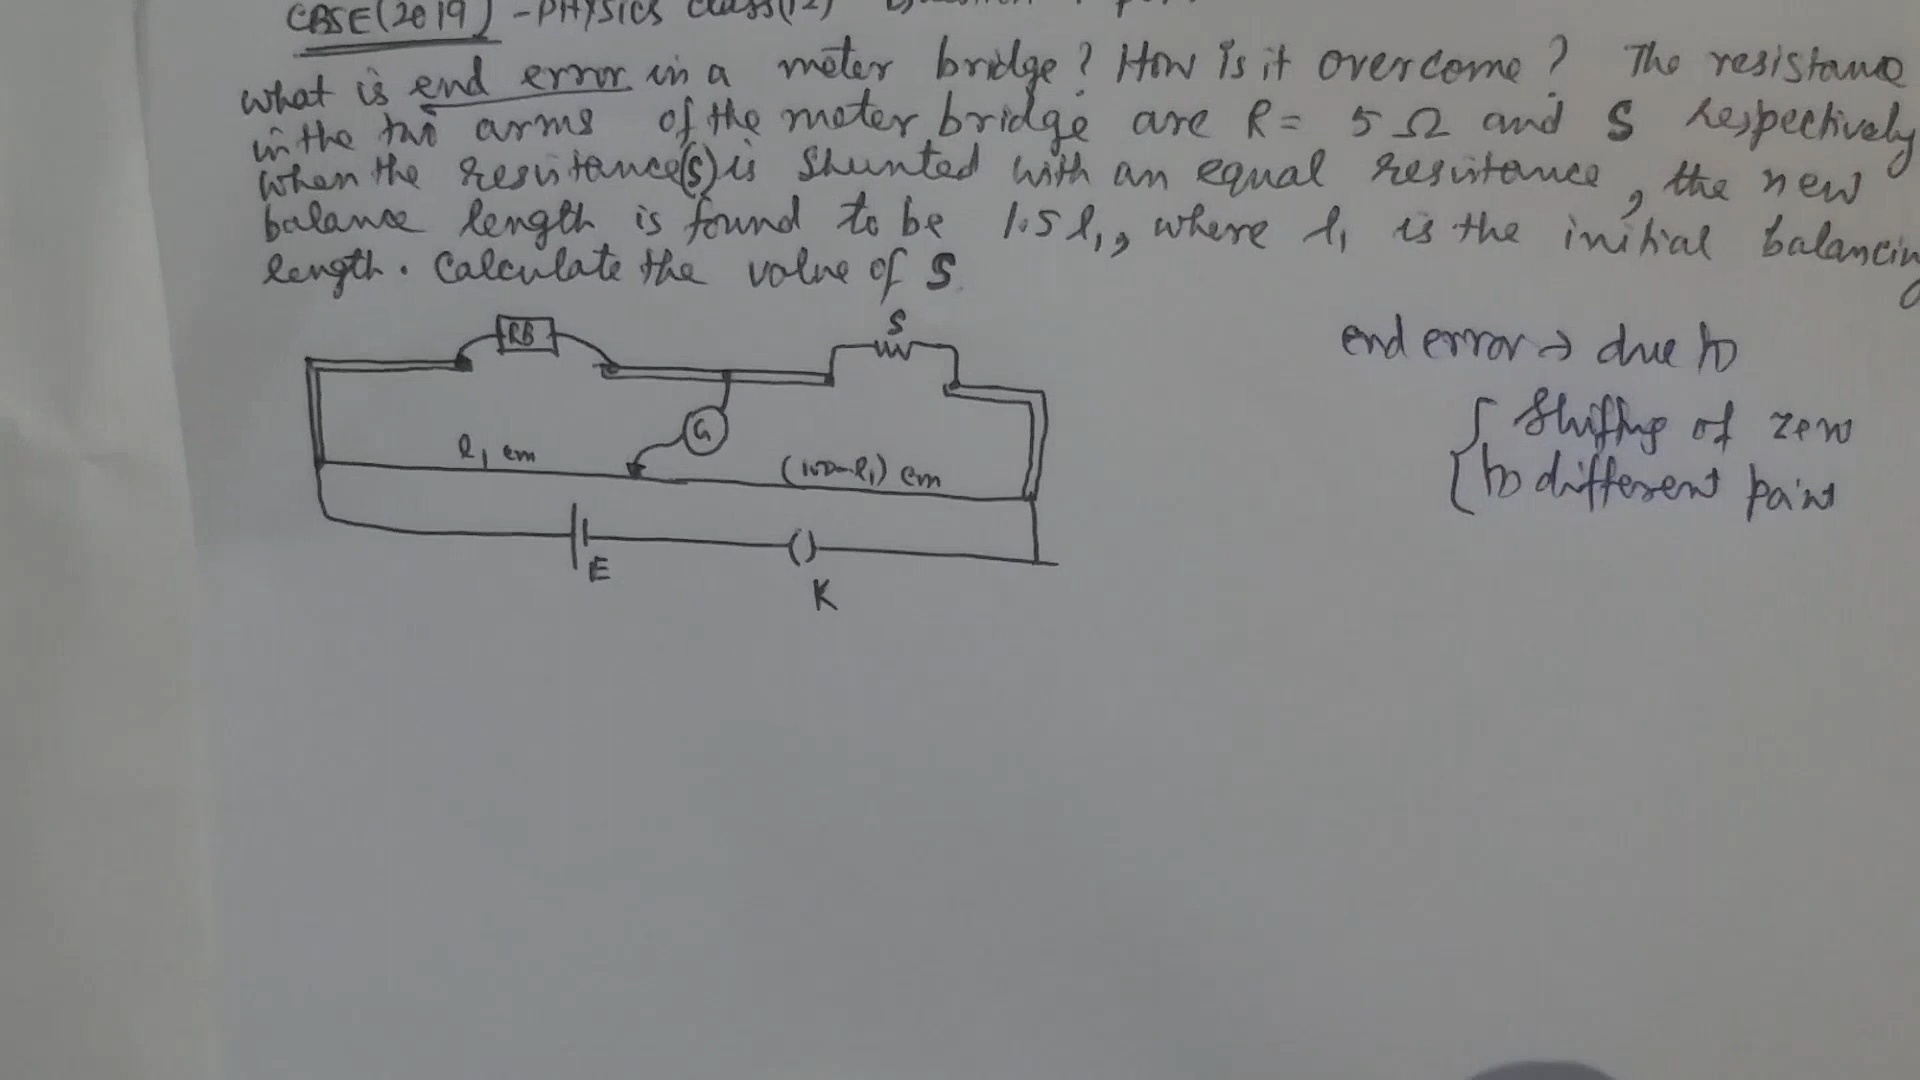 CBSE(2019) - PHYSICS class(12)
what is end error in a meter bridge? How is it overcome? The resistance
in the two arms of the meter bridge are R = 5 Ω and S respectively
when the resistance(s) is shunted with an equal resistance, the new
balance length is found to be 1.5 l₁, where l₁ is the initial balancing
length. Calculate the value of S.
RB
S
G
l₁ cm
(100-l₁) cm
E
K
end error → due to
shifting of zero
to different point